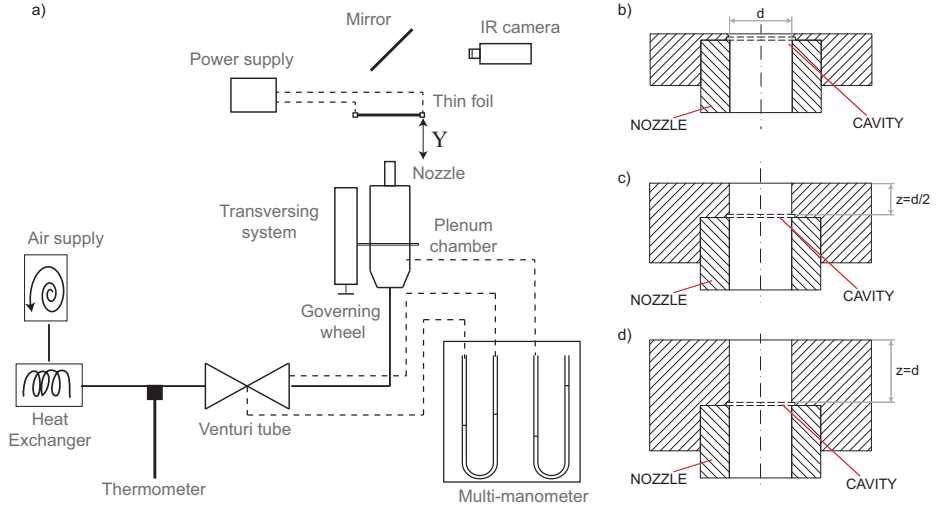 a)
Mirror
IR camera
Power supply
Thin foil
Y
Nozzle
Transversing
system
Plenum
chamber
Air supply
Governing
wheel
Heat
Exchanger
Venturi tube
Thermometer
Multi-manometer
b)
d
NOZZLE
CAVITY
c)
z=d/2
NOZZLE
CAVITY
d)
z=d
NOZZLE
CAVITY